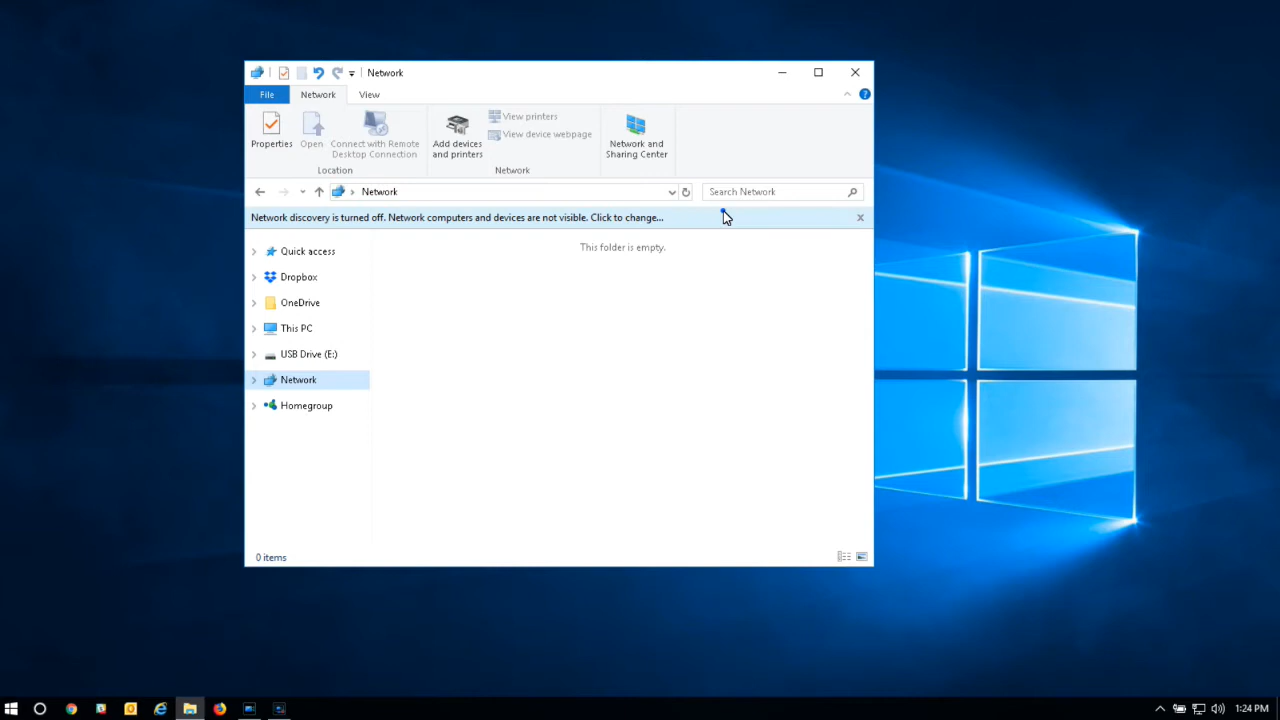 Network
File
Network
View
Properties
Open
Connect with Remote
Desktop Connection
Location
Add devices
and printers
View printers
View device webpage
Network
Network and
Sharing Center
Network
Search Network
Network discovery is turned off. Network computers and devices are not visible. Click to change...
This folder is empty.
Quick access
Dropbox
OneDrive
This PC
USB Drive (E:)
Network
Homegroup
0 items
1:24 PM